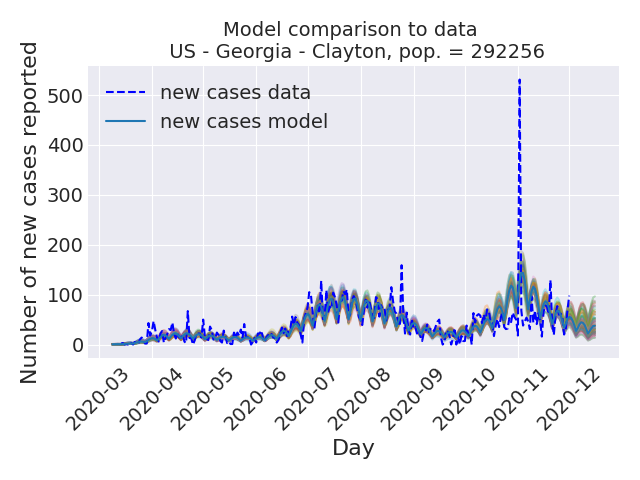 Model comparison to data
US - Georgia - Clayton, pop. = 292256
Number of new cases reported
500
400
300
200
100
0
new cases data
new cases model
2020-03
2020-04
2020-05
2020-06
2020-07
2020-08
2020-09
2020-10
2020-11
2020-12
Day